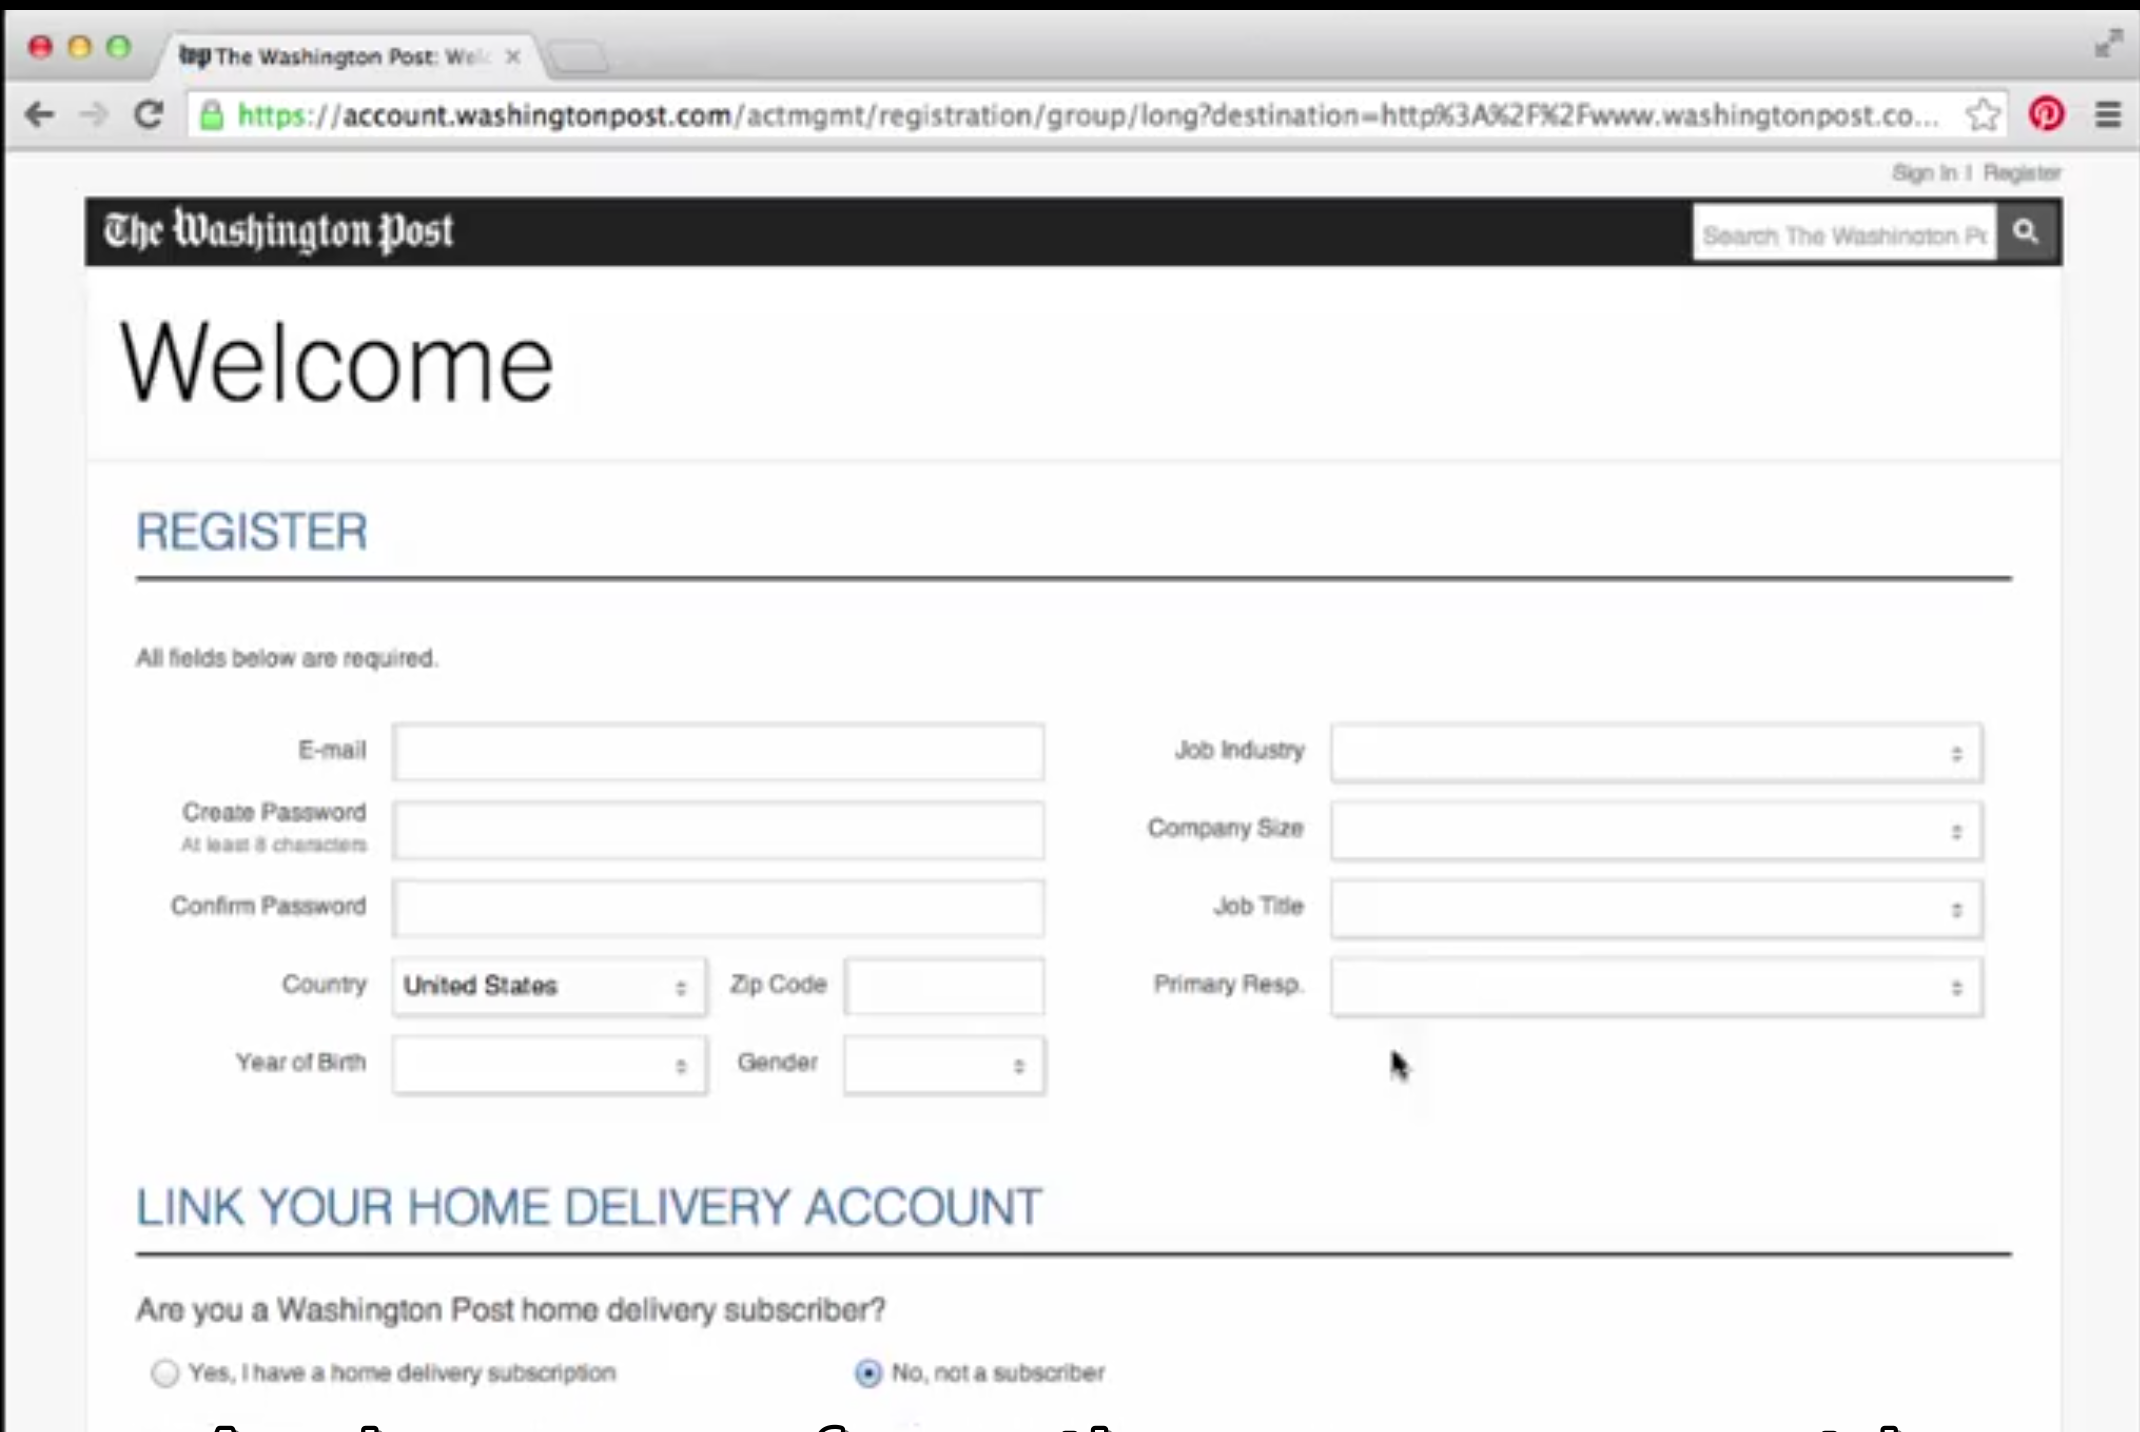 The Washington Post: Welc
https://account.washingtonpost.com/actmgmt/registration/group/long?destination=http%3A%2F%2Fwww.washingtonpost.co...
Sign In | Register
The Washington Post
Search The Washington Po
Welcome
REGISTER
All fields below are required.
E-mail
Job Industry
Create Password
At least 8 characters
Company Size
Confirm Password
Job Title
Country United States Zip Code
Primary Resp.
Year of Birth Gender
LINK YOUR HOME DELIVERY ACCOUNT
Are you a Washington Post home delivery subscriber?
Yes, I have a home delivery subscription No, not a subscriber